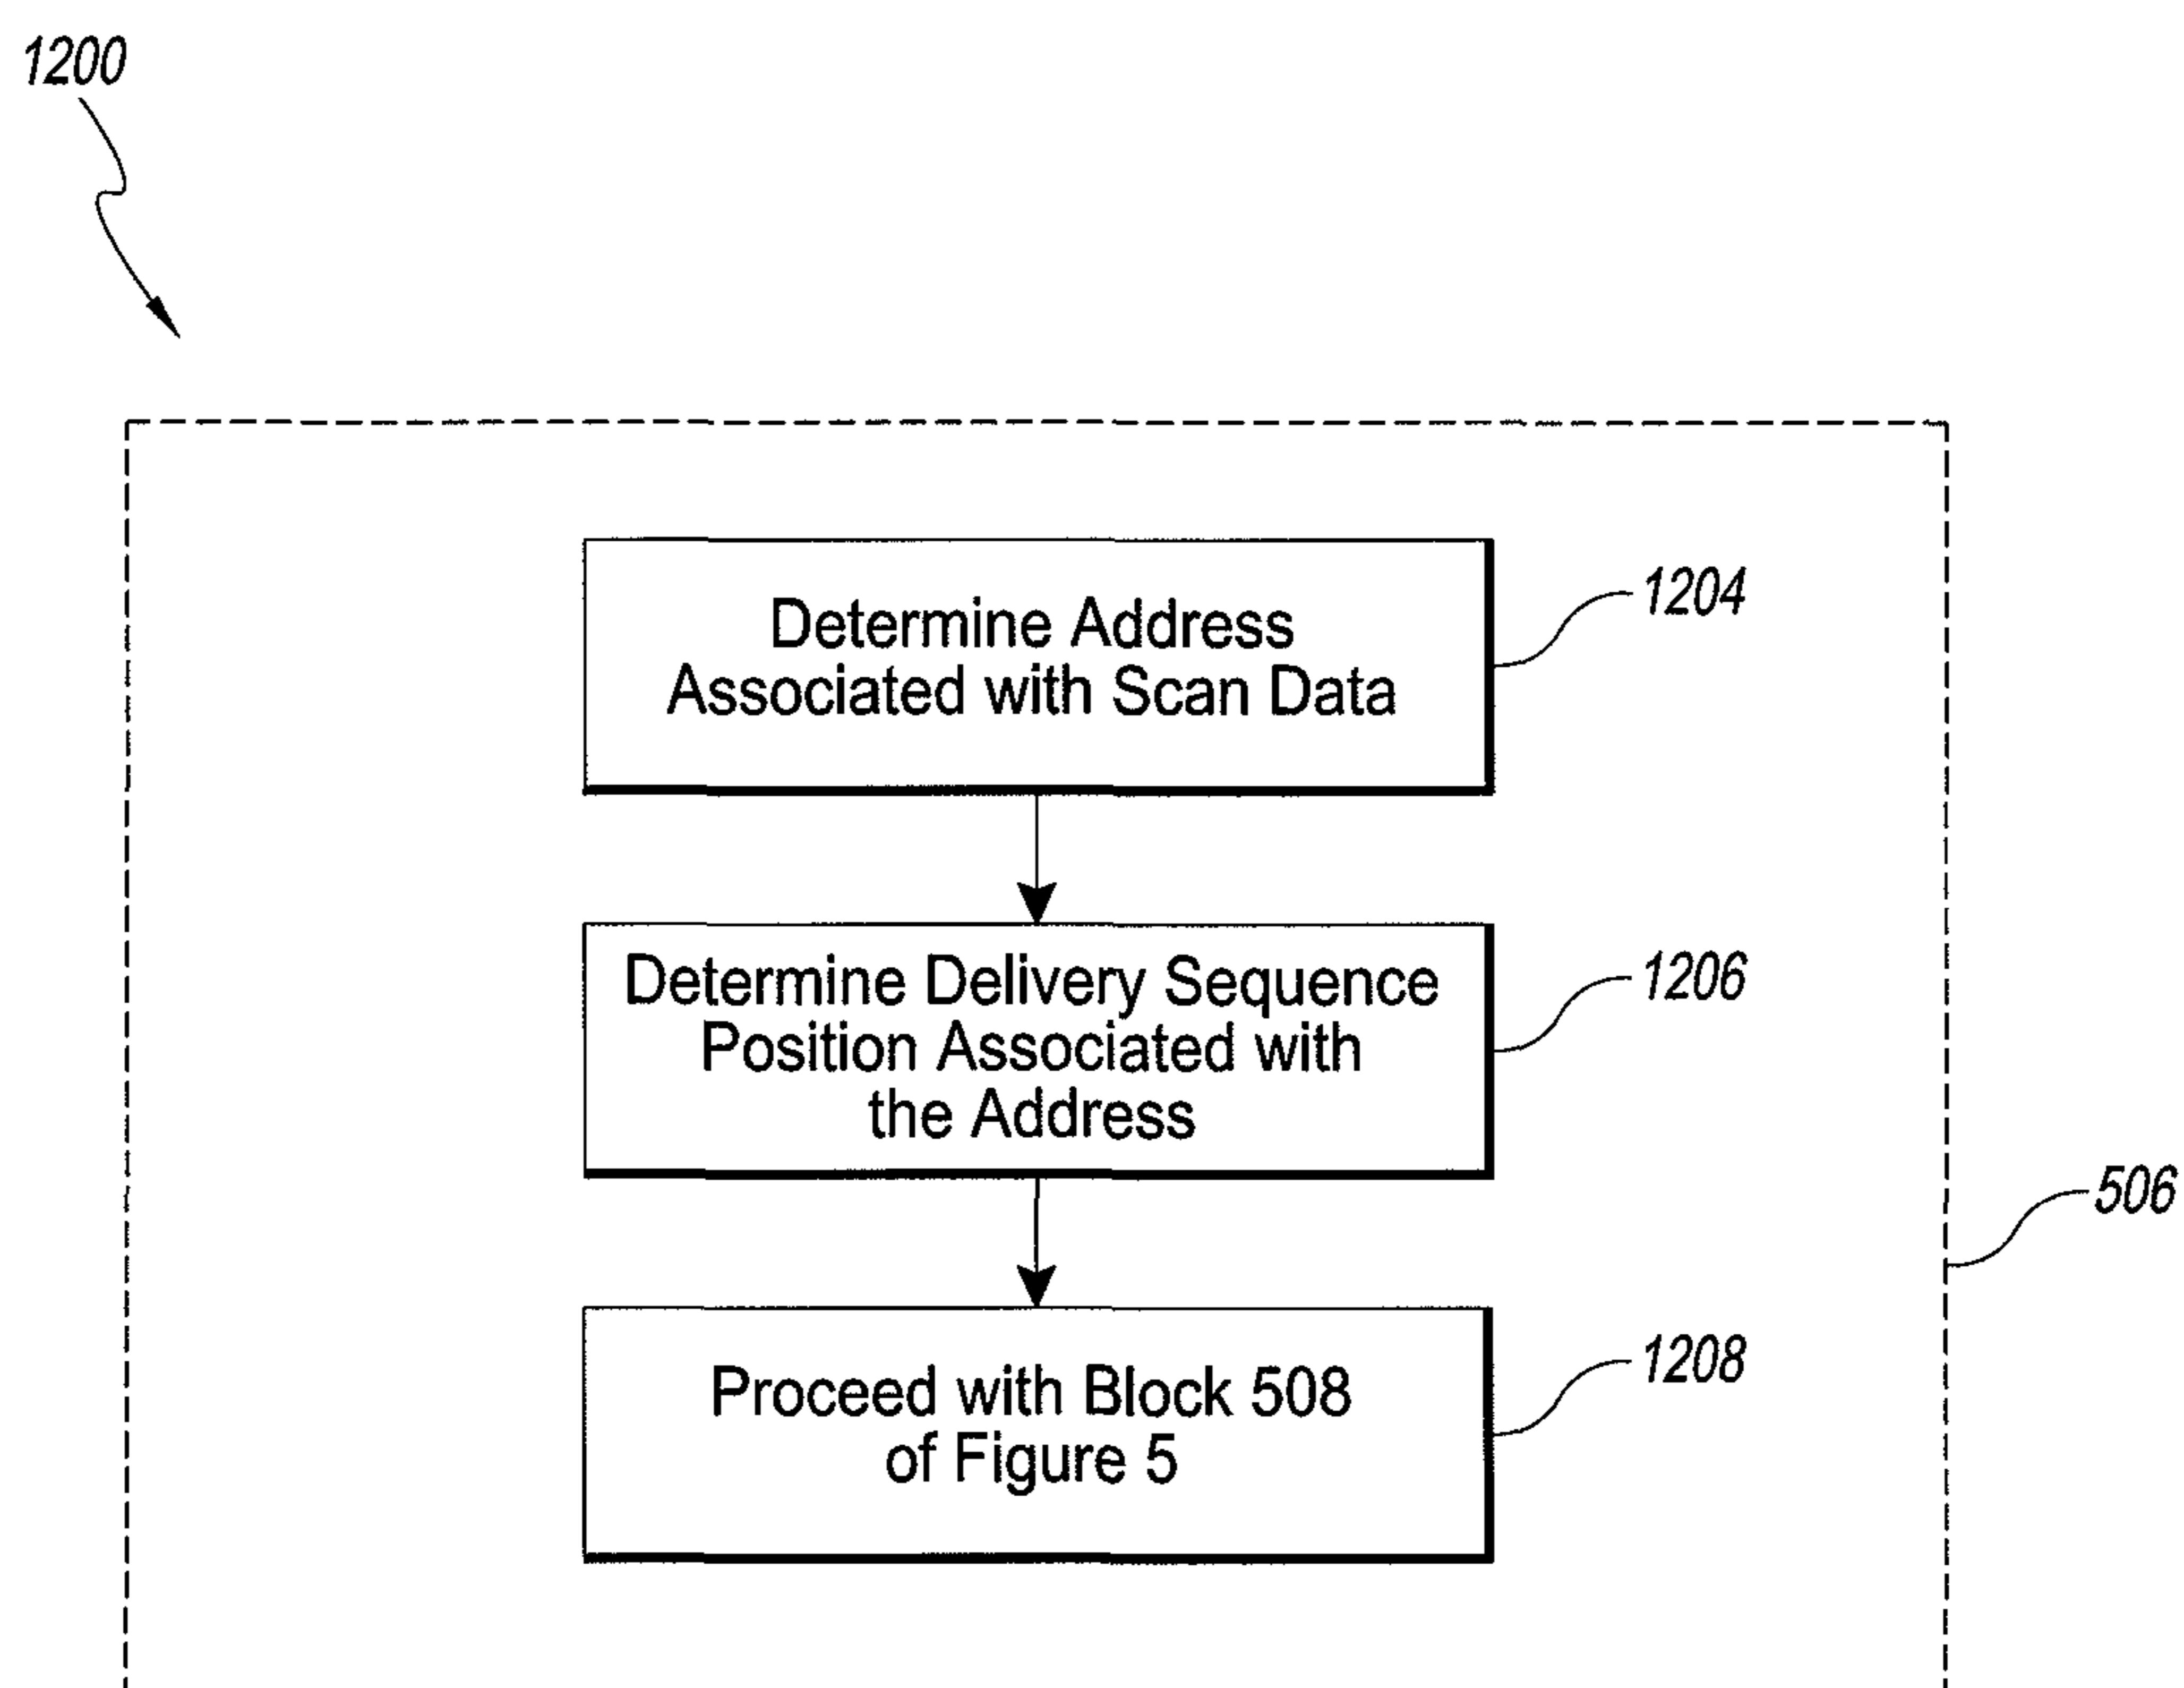 1200
Determine Address
Associated with Scan Data
1204
Determine Delivery Sequence
Position Associated with
the Address
1206
506
Proceed with Block 508
of Figure 5
1208